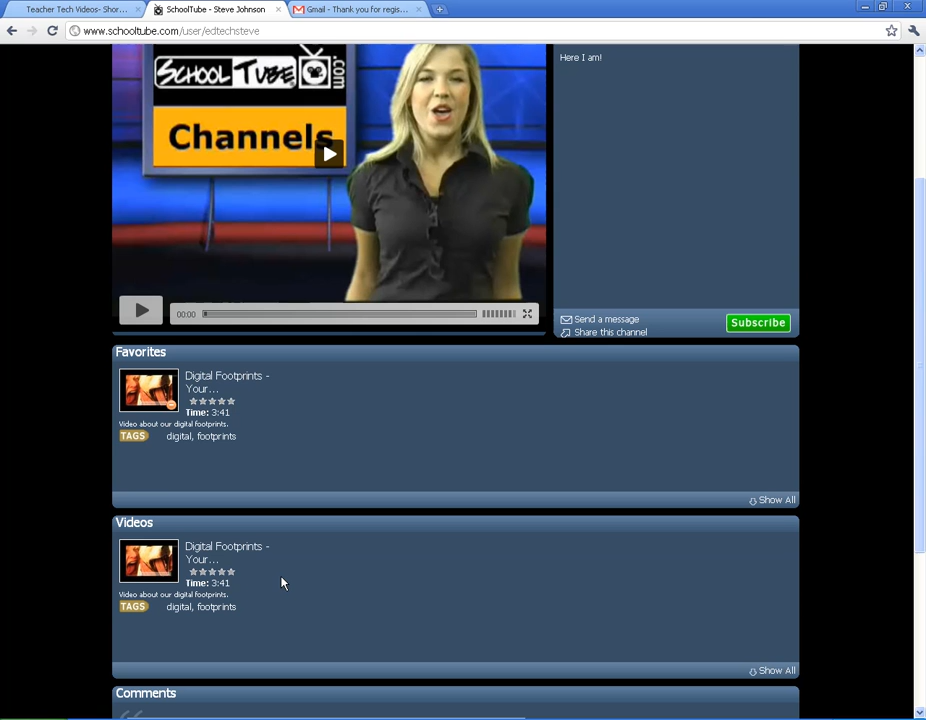 Teacher Tech Videos- Shor...
SchoolTube - Steve Johnson
Gmail - Thank you for regis...
www.schooltube.com/user/edtechsteve
SCHOOL TUBE .com
Channels
Here I am!
00:00
Send a message
Share this channel
Subscribe
Favorites
Digital Footprints -
Your...
Time: 3:41
Video about our digital footprints.
TAGS digital, footprints
Show All
Videos
Digital Footprints -
Your...
Time: 3:41
Video about our digital footprints.
TAGS digital, footprints
Show All
Comments